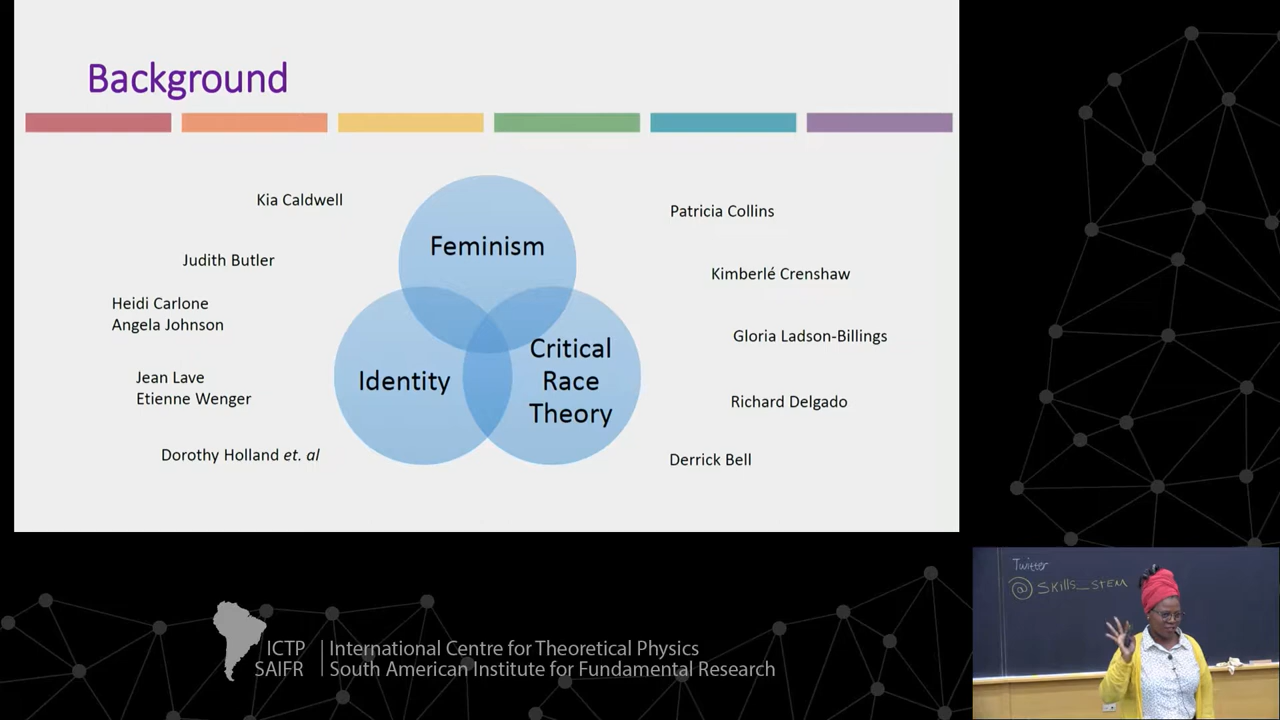 Background
Kia Caldwell
Patricia Collins
Feminism
Judith Butler
Kimberlé Crenshaw
Heidi Carlone
Angela Johnson
Gloria Ladson-Billings
Critical
Race
Theory
Identity
Jean Lave
Etienne Wenger
Richard Delgado
Dorothy Holland et. al
Derrick Bell
Twitter
@ Skills_STEM
ICTP
SAIFR
International Centre for Theoretical Physics
South American Institute for Fundamental Research